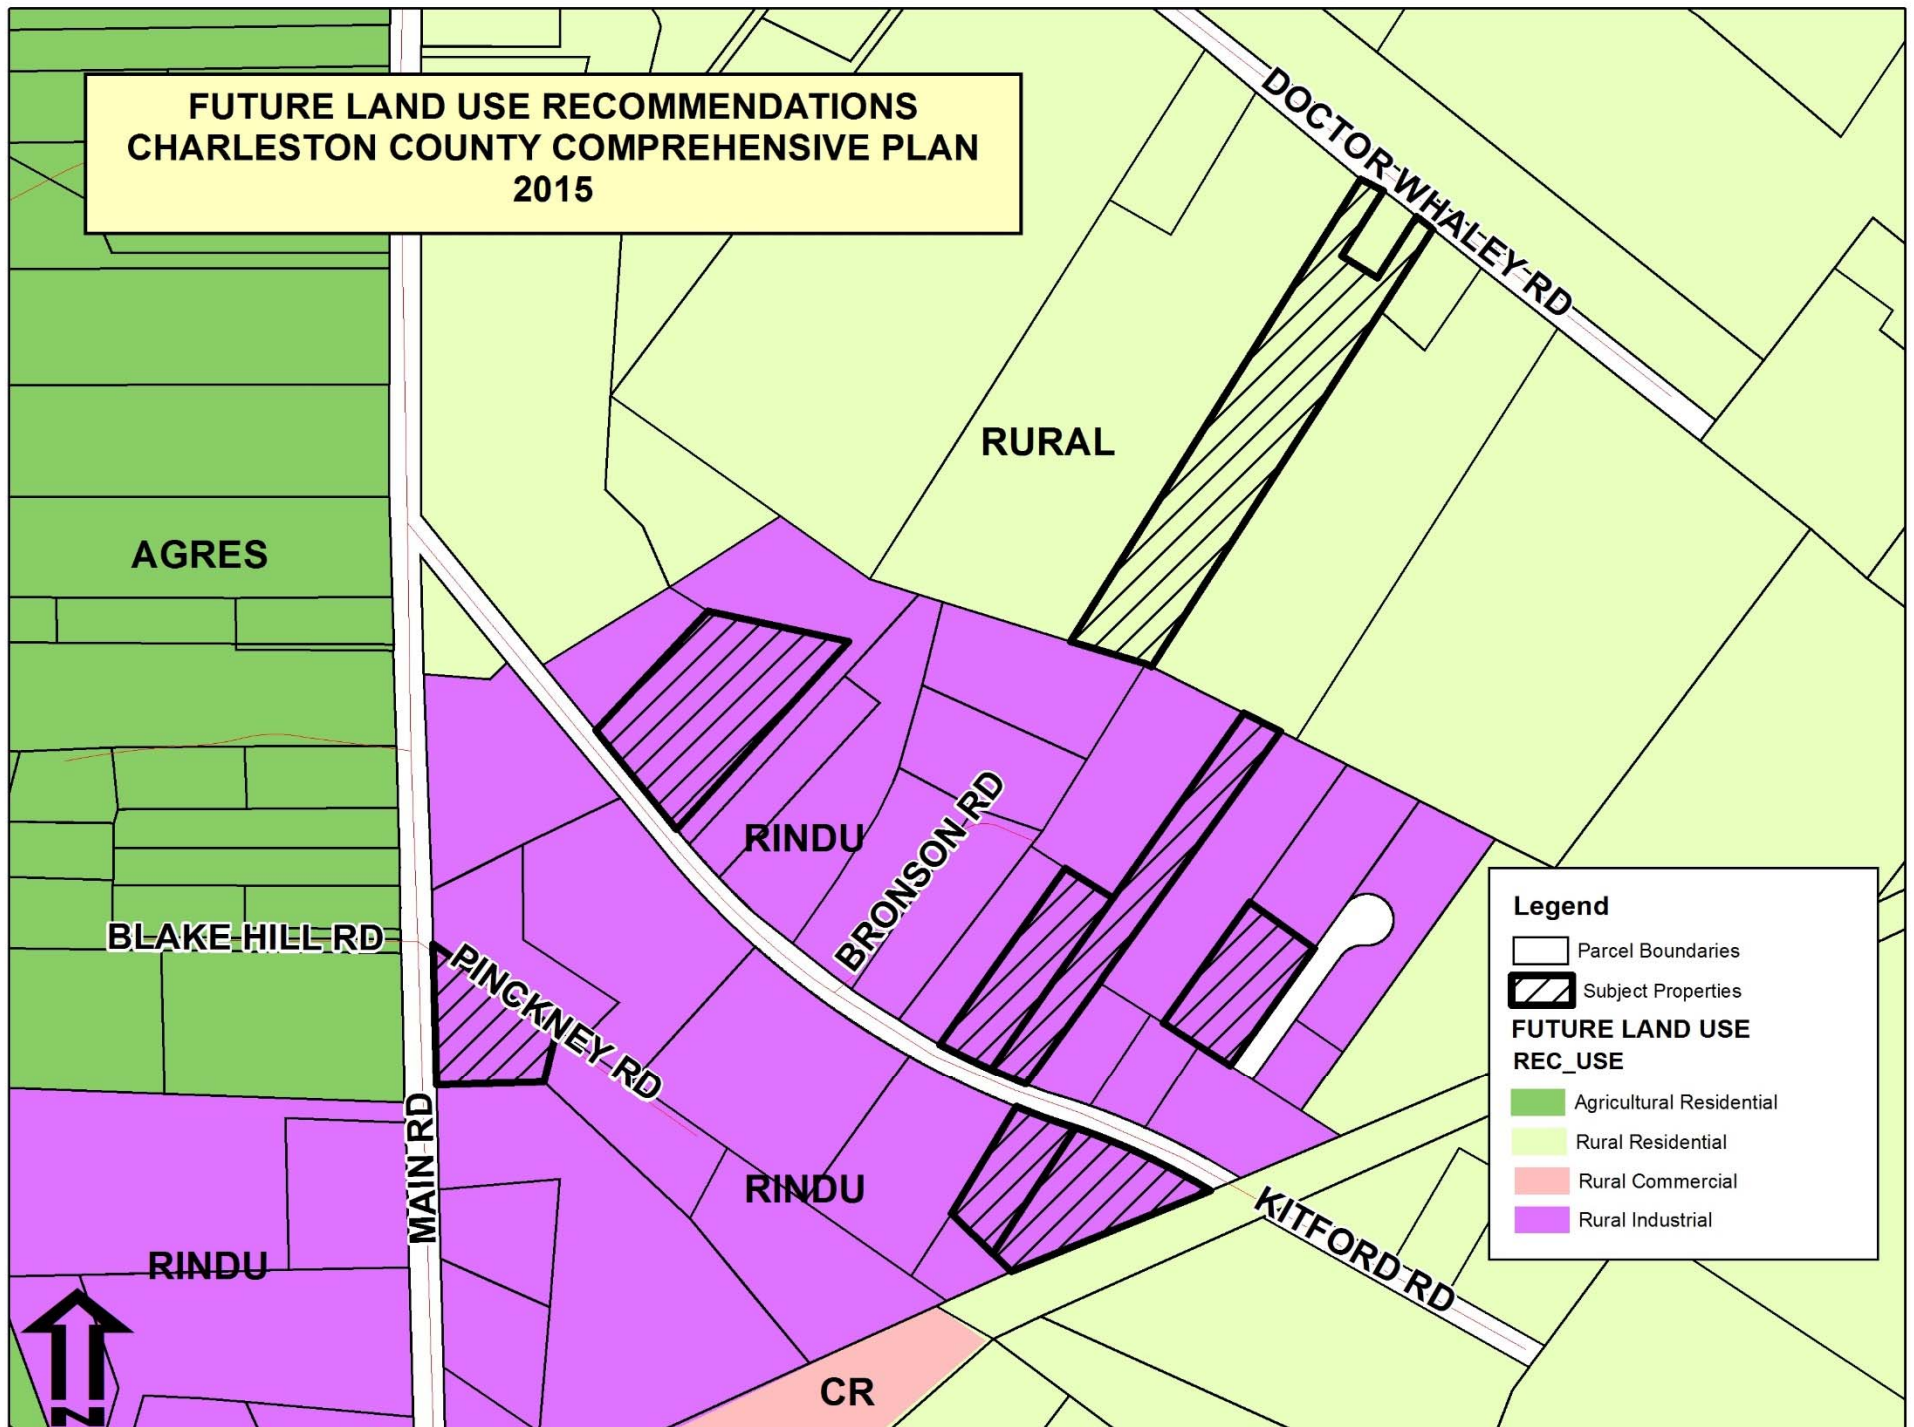 FUTURE LAND USE RECOMMENDATIONS
CHARLESTON COUNTY COMPREHENSIVE PLAN
2015
DOCTOR WHALEY RD
RURAL
AGRES
RINDU
BRONSON RD
BLAKE HILL RD
PINCKNEY RD
MAIN RD
RINDU
RINDU
KITFORD RD
CR
N
Legend
Parcel Boundaries
Subject Properties
FUTURE LAND USE
REC_USE
Agricultural Residential
Rural Residential
Rural Commercial
Rural Industrial